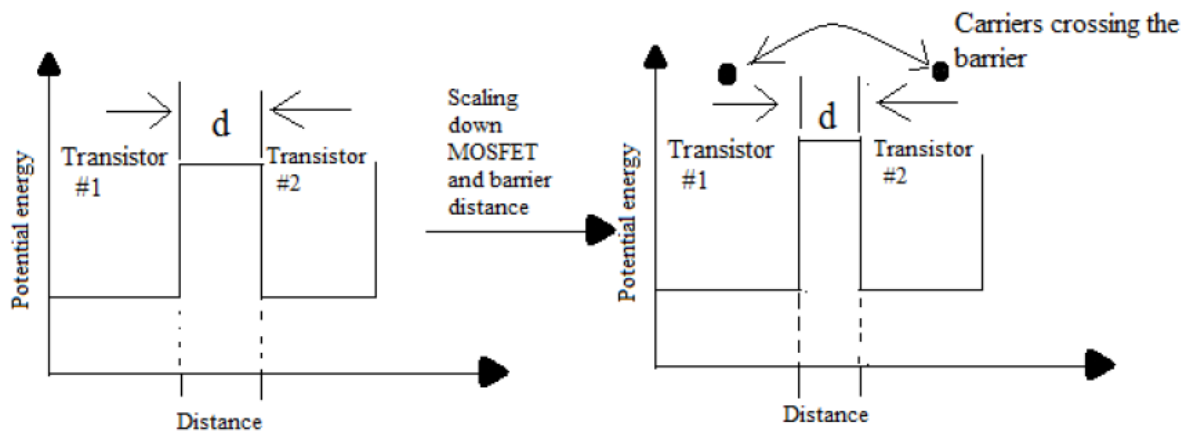 Potential energy
Transistor
#1
d
Transistor
#2
Distance
Scaling
down
MOSFET
and barrier
distance
Carriers crossing the
barrier
Potential energy
Transistor
#1
d
Transistor
#2
Distance